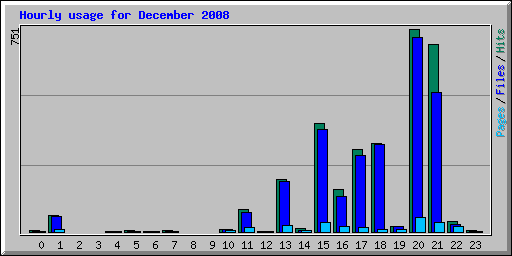 Hourly usage for December 2008
751
Pages / Files / Hits
0 1 2 3 4 5 6 7 8 9 10 11 12 13 14 15 16 17 18 19 20 21 22 23